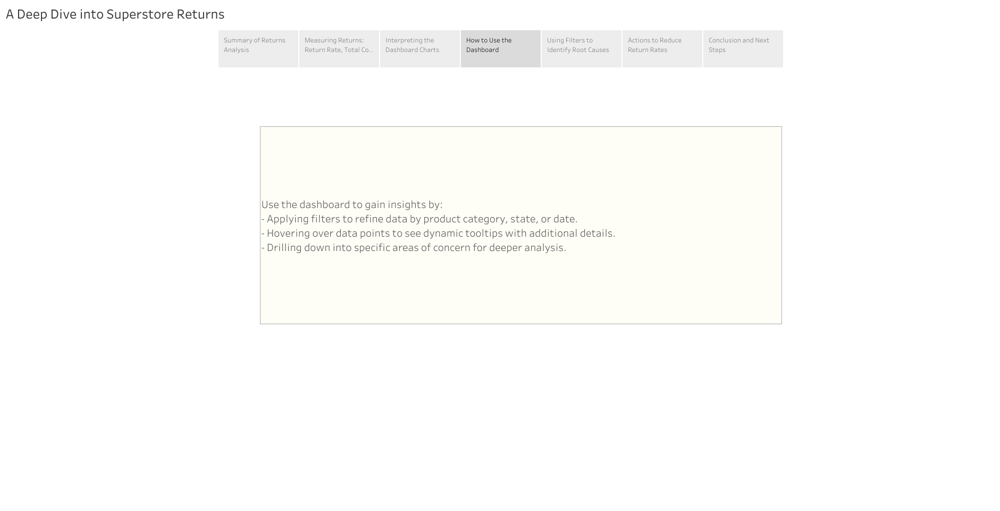 A Deep Dive into Superstore Returns
Summary of Returns
Analysis
Measuring Returns:
Return Rate, Total Co..
Interpreting the
Dashboard Charts
How to Use the
Dashboard
Using Filters to
Identify Root Causes
Actions to Reduce
Return Rates
Conclusion and Next
Steps
Use the dashboard to gain insights by:
- Applying filters to refine data by product category, state, or date.
- Hovering over data points to see dynamic tooltips with additional details.
- Drilling down into specific areas of concern for deeper analysis.